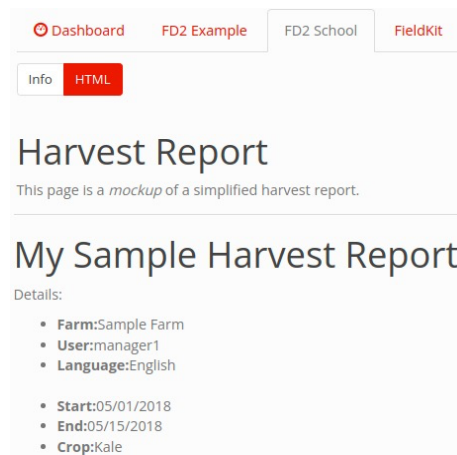 Dashboard FD2 Example FD2 School FieldKit
Info HTML
Harvest Report
This page is a mockup of a simplified harvest report.
My Sample Harvest Report
Details:
Farm:Sample Farm
User:manager1
Language:English
Start:05/01/2018
End:05/15/2018
Crop:Kale